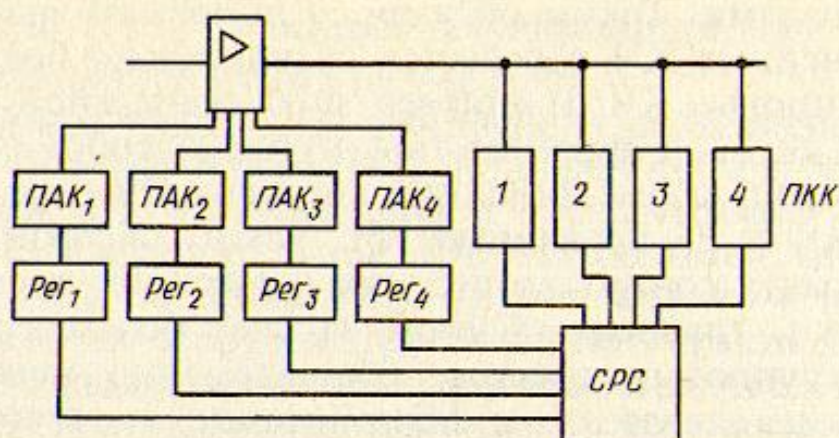 ПАК₁ ПАК₂ ПАК₃ ПАК₄ 1 2 3 4 ПКК
Рег₁ Рег₂ Рег₃ Рег₄
СРС